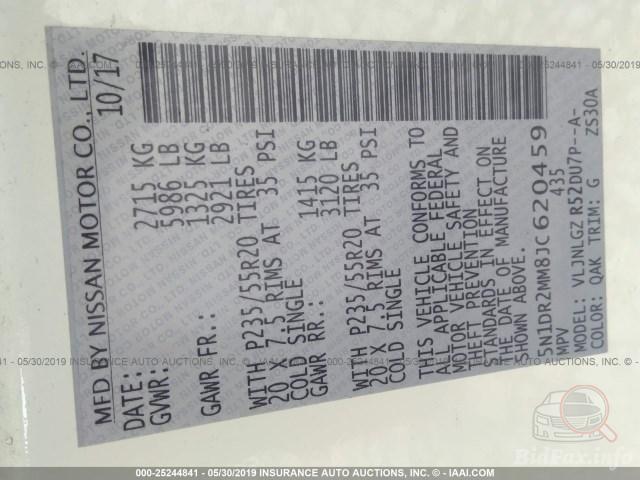 MFD BY NISSAN MOTOR CO., LTD.
DATE: 10/17
GVWR: 2715 KG
5986 LB
GAWR FR.: 1325 KG
2921 LB
WITH P235/55R20 TIRES
20 X 7.5 RIMS AT 35 PSI
COLD SINGLE
GAWR RR.: 1415 KG
3120 LB
WITH P235/55R20 TIRES
20 X 7.5 RIMS AT 35 PSI
COLD SINGLE
THIS VEHICLE CONFORMS TO
ALL APPLICABLE FEDERAL
MOTOR VEHICLE SAFETY AND
THEFT PREVENTION
STANDARDS IN EFFECT ON
THE DATE OF MANUFACTURE
SHOWN ABOVE.
5N1DR2MM8JC620459
MPV 435
MODEL: VLJNLGZ R52DU7P--A-
COLOR: QAK TRIM: G ZS30A
000-25244841 - 05/30/2019 INSURANCE AUTO AUCTIONS, INC. - IAAI.COM
BidFax.info